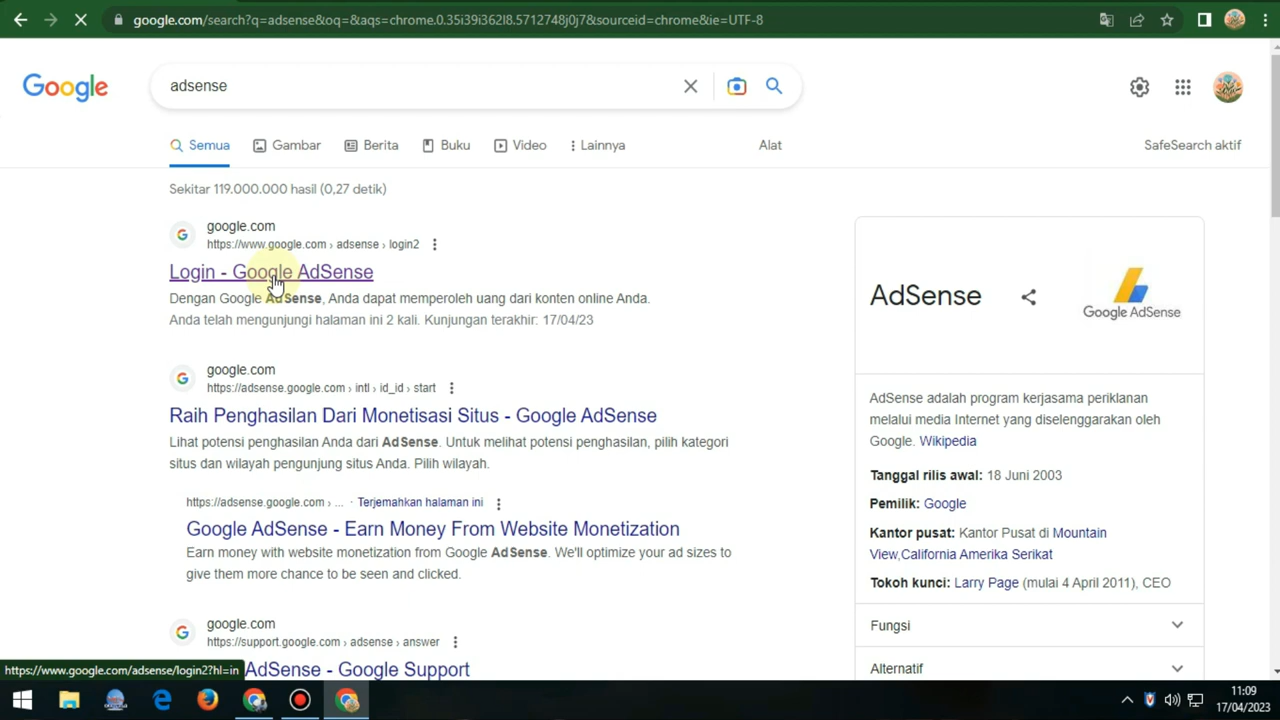 google.com/search?q=adsense&oq=&aqs=chrome.0.35i39i362l8.5712748j0j7&sourceid=chrome&ie=UTF-8
Google
adsense
Semua
Gambar
Berita
Buku
Video
Lainnya
Alat
SafeSearch aktif
Sekitar 119.000.000 hasil (0,27 detik)
google.com
https://www.google.com › adsense › login2
Login - Google AdSense
Dengan Google AdSense, Anda dapat memperoleh uang dari konten online Anda.
Anda telah mengunjungi halaman ini 2 kali. Kunjungan terakhir: 17/04/23
google.com
https://adsense.google.com › intl › id_id › start
Raih Penghasilan Dari Monetisasi Situs - Google AdSense
Lihat potensi penghasilan Anda dari AdSense. Untuk melihat potensi penghasilan, pilih kategori
situs dan wilayah pengunjung situs Anda. Pilih wilayah.
https://adsense.google.com › ... · Terjemahkan halaman ini
Google AdSense - Earn Money From Website Monetization
Earn money with website monetization from Google AdSense. We'll optimize your ad sizes to
give them more chance to be seen and clicked.
google.com
https://support.google.com › adsense › answer
AdSense - Google Support
https://www.google.com/adsense/login2?hl=in
AdSense
Google AdSense
AdSense adalah program kerjasama periklanan
melalui media Internet yang diselenggarakan oleh
Google. Wikipedia
Tanggal rilis awal: 18 Juni 2003
Pemilik: Google
Kantor pusat: Kantor Pusat di Mountain
View,California Amerika Serikat
Tokoh kunci: Larry Page (mulai 4 April 2011), CEO
Fungsi
Alternatif
11:09
17/04/2023